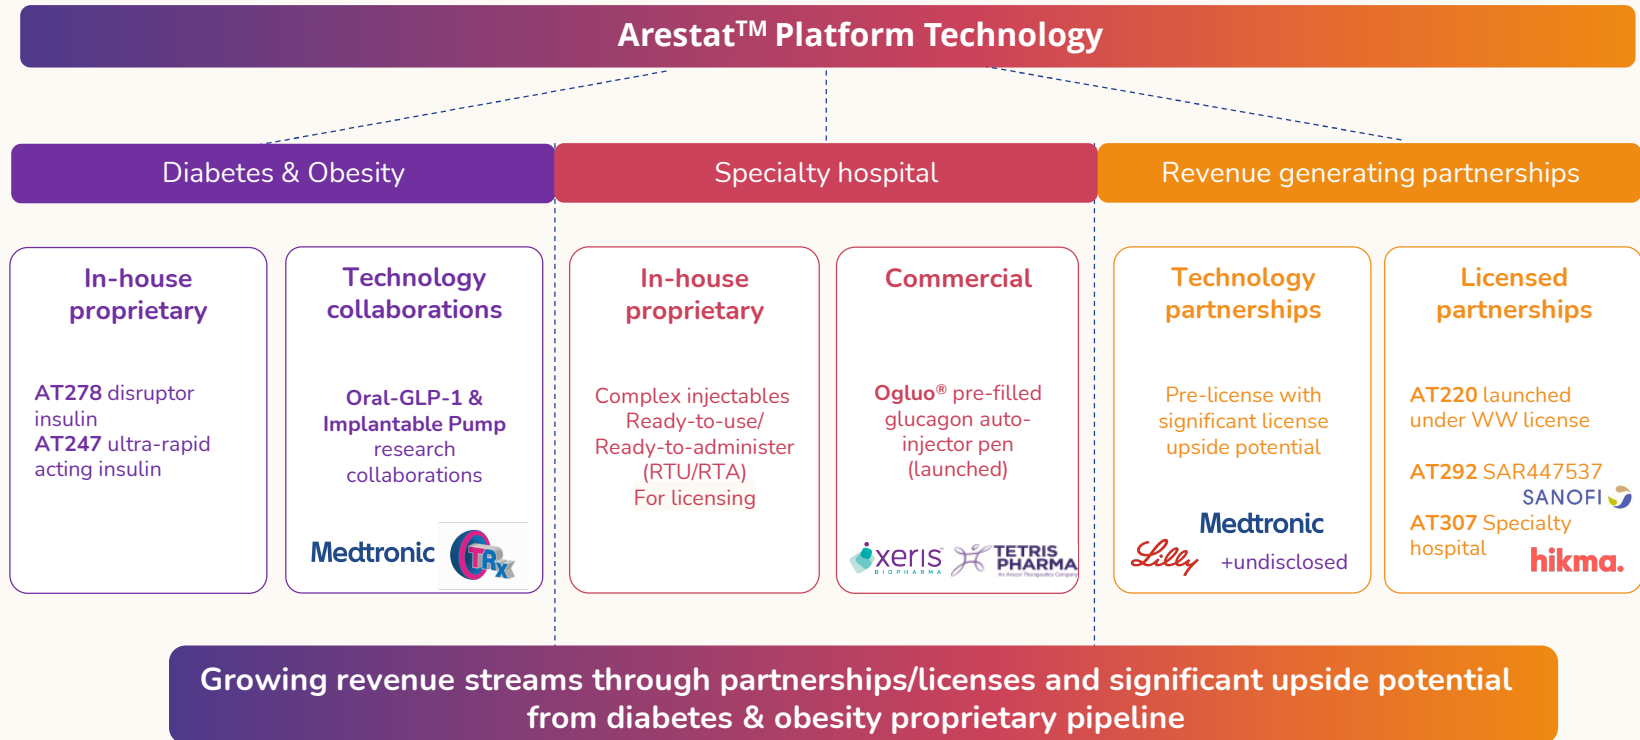 Arestat™ Platform Technology
Diabetes & Obesity
Specialty hospital
Revenue generating partnerships
In-house
proprietary
AT278 disruptor
insulin
AT247 ultra-rapid
acting insulin
Technology
collaborations
Oral-GLP-1 &
Implantable Pump
research
collaborations
Medtronic
TRx
In-house
proprietary
Complex injectables
Ready-to-use/
Ready-to-administer
(RTU/RTA)
For licensing
Commercial
Ogluo® pre-filled
glucagon auto-
injector pen
(launched)
xeris
BIOPHARMA
TETRIS
PHARMA
An Arecor Therapeutics Company
Technology
partnerships
Pre-license with
significant license
upside potential
Medtronic
Lilly
+undisclosed
Licensed
partnerships
AT220 launched
under WW license
AT292 SAR447537
SANOFI
AT307 Specialty
hospital
hikma.
Growing revenue streams through partnerships/licenses and significant upside potential
from diabetes & obesity proprietary pipeline